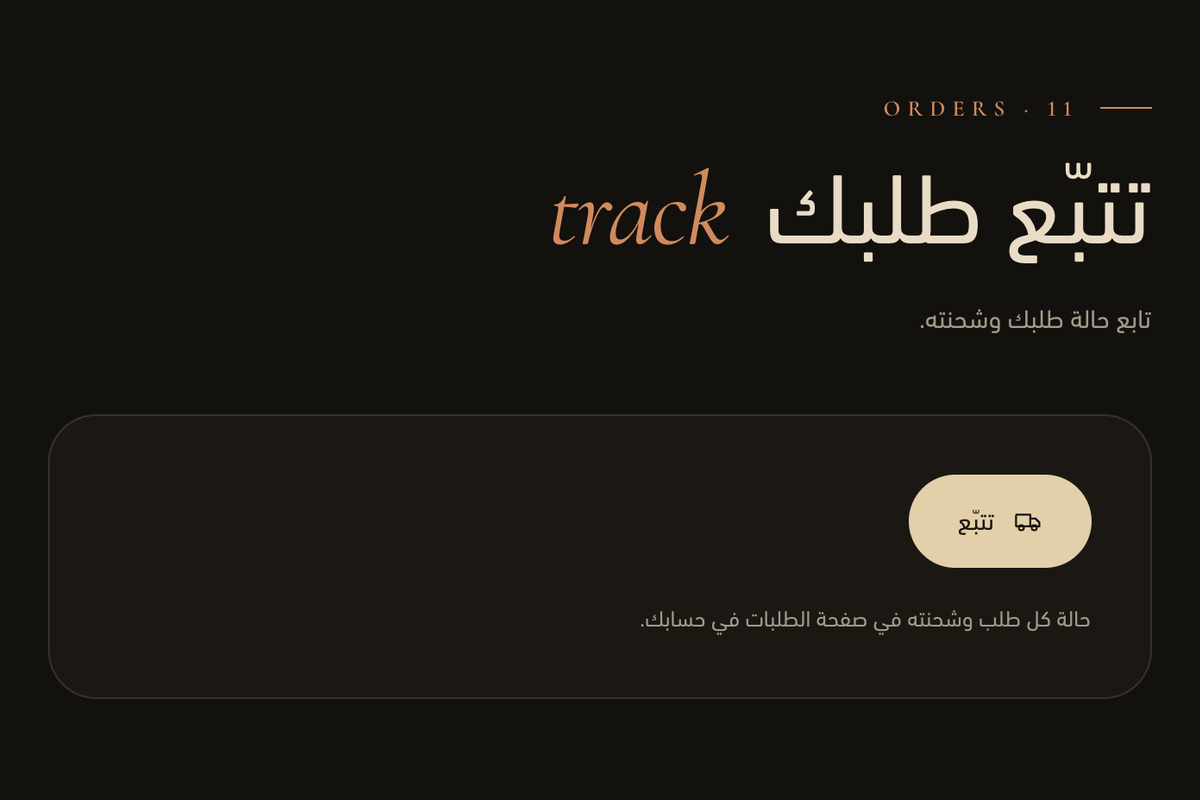 ORDERS · 11
تتبّع طلبك track
تابع حالة طلبك وشحنته.
تتبّع
حالة كل طلب وشحنته في صفحة الطلبات في حسابك.